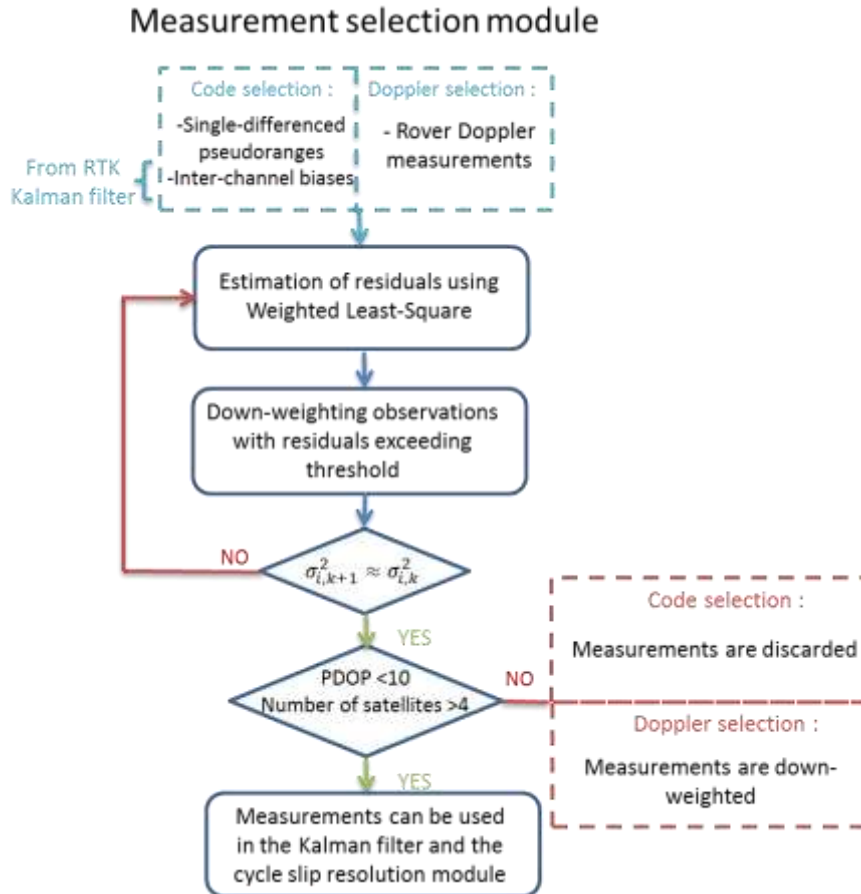 Measurement selection module
Code selection :
-Single-differenced
pseudoranges
-Inter-channel biases
Doppler selection :
- Rover Doppler
measurements
From RTK
Kalman filter
Estimation of residuals using
Weighted Least-Square
Down-weighting observations
with residuals exceeding
threshold
NO
σ²ᵢ,ₖ₊₁ ≈ σ²ᵢ,ₖ
YES
PDOP <10
Number of satellites >4
NO
Code selection :
Measurements are discarded
Doppler selection :
Measurements are down-
weighted
YES
Measurements can be used
in the Kalman filter and the
cycle slip resolution module